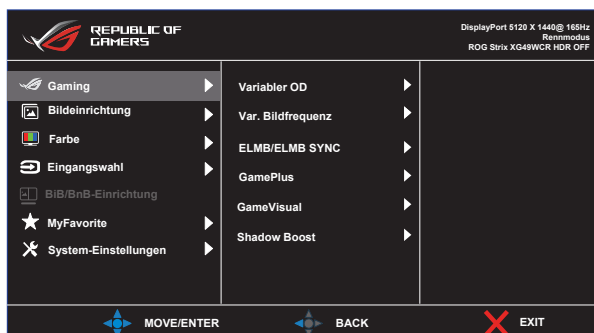 REPUBLIC OF
GAMERS
DisplayPort 5120 X 1440@ 165Hz
Rennmodus
ROG Strix XG49WCR HDR OFF
Gaming
Bildeinrichtung
Farbe
Eingangswahl
BiB/BnB-Einrichtung
MyFavorite
System-Einstellungen
Variabler OD
Var. Bildfrequenz
ELMB/ELMB SYNC
GamePlus
GameVisual
Shadow Boost
MOVE/ENTER
BACK
EXIT